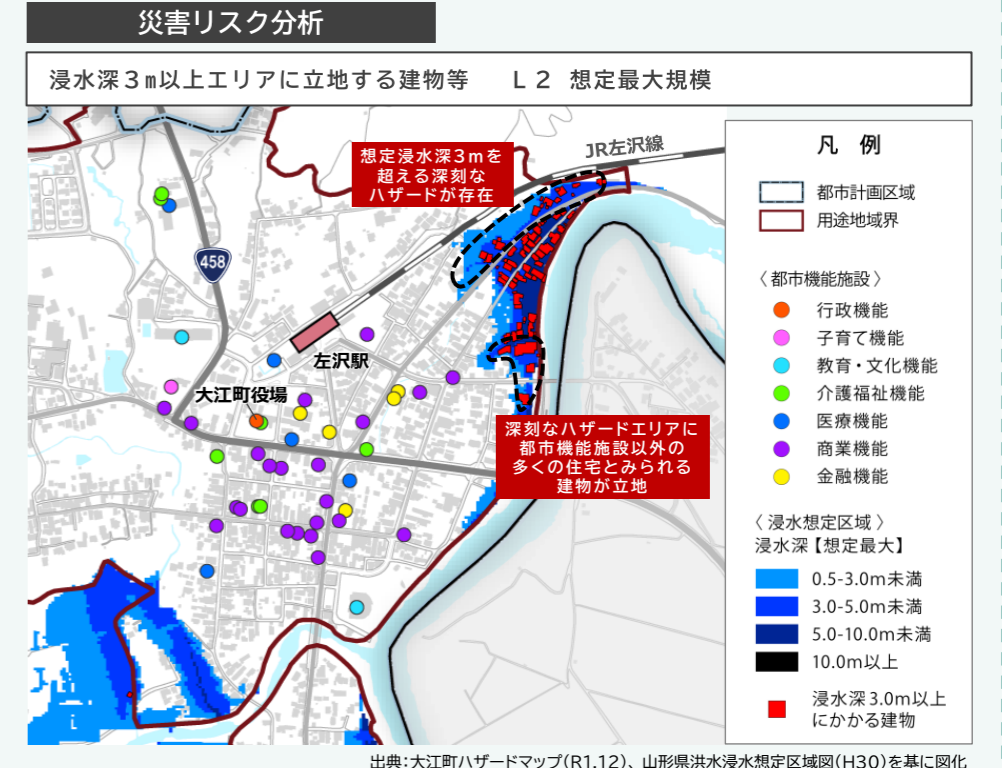 災害リスク分析
浸水深3m以上エリアに立地する建物等　L2 想定最大規模
JR左沢線
想定浸水深3mを
超える深刻な
ハザードが存在
458
左沢駅
大江町役場
深刻なハザードエリアに
都市機能施設以外の
多くの住宅とみられる
建物が立地
凡 例
都市計画区域
用途地域界
〈都市機能施設〉
行政機能
子育て機能
教育・文化機能
介護福祉機能
医療機能
商業機能
金融機能
〈浸水想定区域〉
浸水深【想定最大】
0.5-3.0m未満
3.0-5.0m未満
5.0-10.0m未満
10.0m以上
浸水深3.0m以上
にかかる建物
出典:大江町ハザードマップ(R1.12)、山形県洪水浸水想定区域図(H30)を基に図化